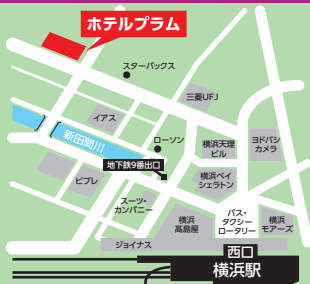 ホテルプラム
スターバックス
三菱UFJ
イアス
新田間川
ローソン
地下鉄9番出口
横浜天理
ビル
ヨドバシ
カメラ
ビブレ
横浜ベイ
シェラトン
スーツ・
カンパニー
横浜
高島屋
バス・
タクシー
ロータリー
横浜
モアーズ
ジョイナス
西口
横浜駅